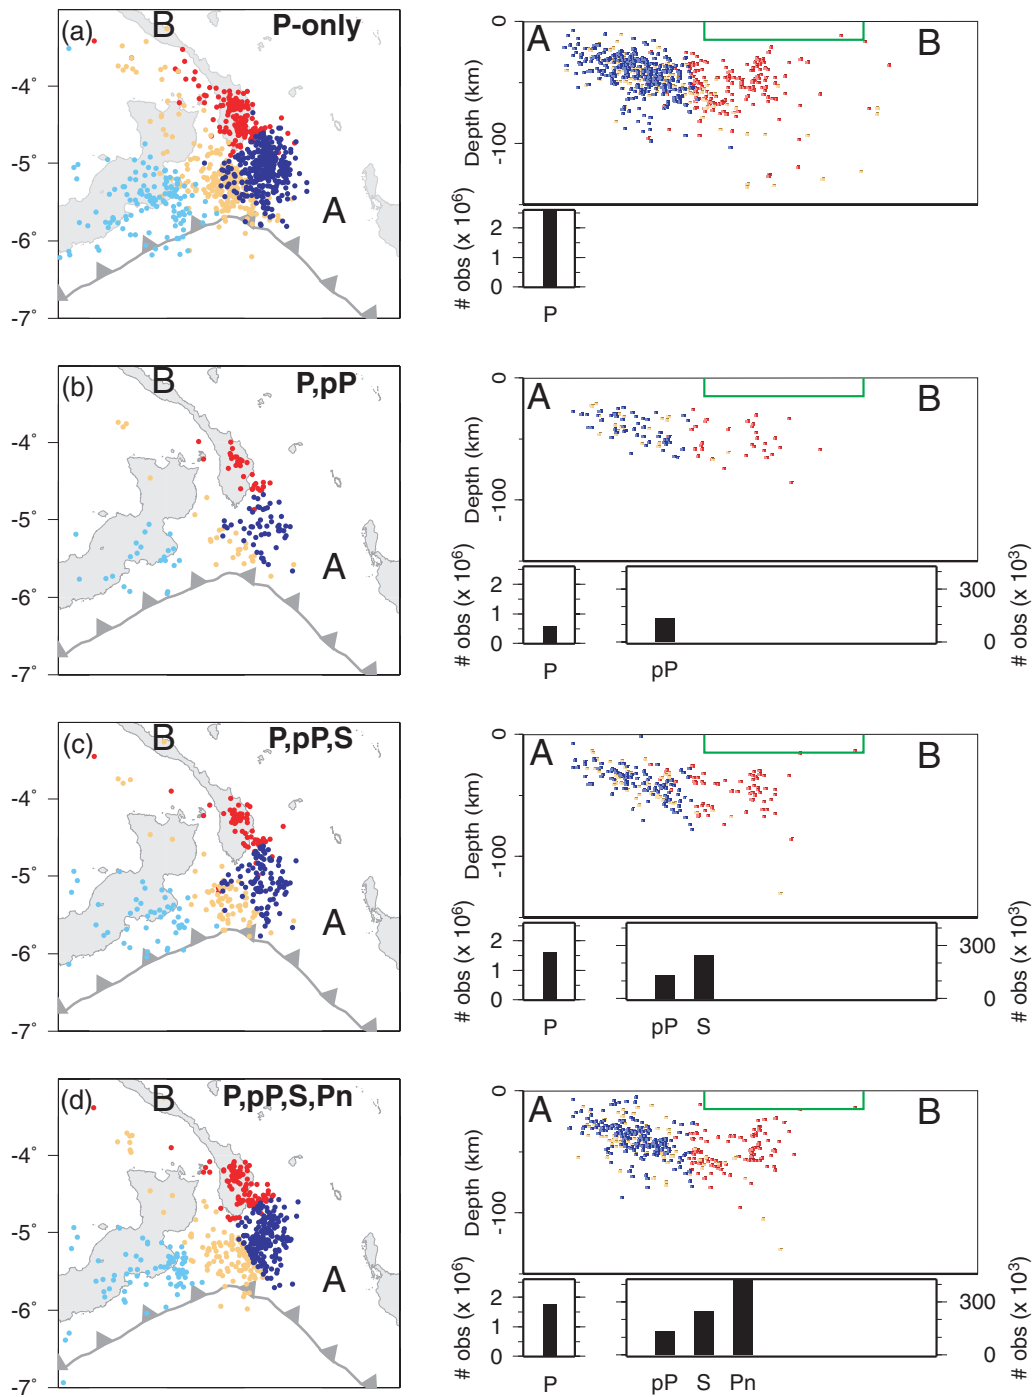 (a)
B
P-only
-4°
-5°
-6°
-7°
A
0
-100
Depth (km)
A
B
# obs (x 10⁶)
2
1
0
P
(b)
B
P,pP
-4°
-5°
-6°
-7°
A
0
-100
Depth (km)
A
B
# obs (x 10⁶)
2
1
0
P
pP
300
0
# obs (x 10³)
(c)
B
P,pP,S
-4°
-5°
-6°
-7°
A
0
-100
Depth (km)
A
B
# obs (x 10⁶)
2
1
0
P
pP
S
300
0
# obs (x 10³)
(d)
B
P,pP,S,Pn
-4°
-5°
-6°
-7°
A
0
-100
Depth (km)
A
B
# obs (x 10⁶)
2
1
0
P
pP
S
Pn
300
0
# obs (x 10³)